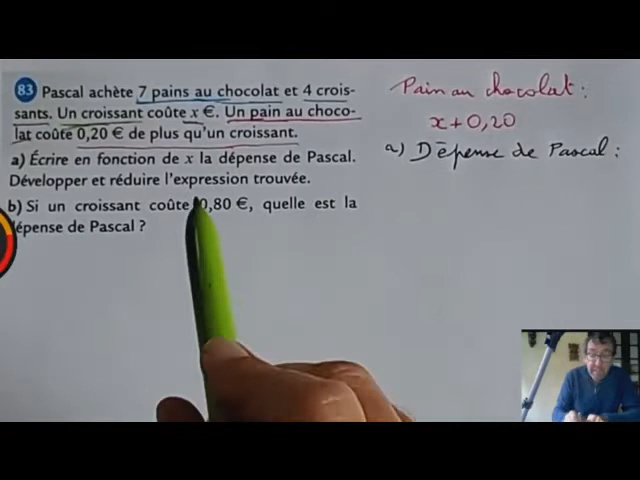 83 Pascal achète 7 pains au chocolat et 4 crois-
sants. Un croissant coûte x €. Un pain au choco-
lat coûte 0,20 € de plus qu'un croissant.
a) Écrire en fonction de x la dépense de Pascal.
Développer et réduire l'expression trouvée.
b) Si un croissant coûte 0,80 €, quelle est la
dépense de Pascal ?
Pain au chocolat :
x + 0,20
a) Dépense de Pascal :